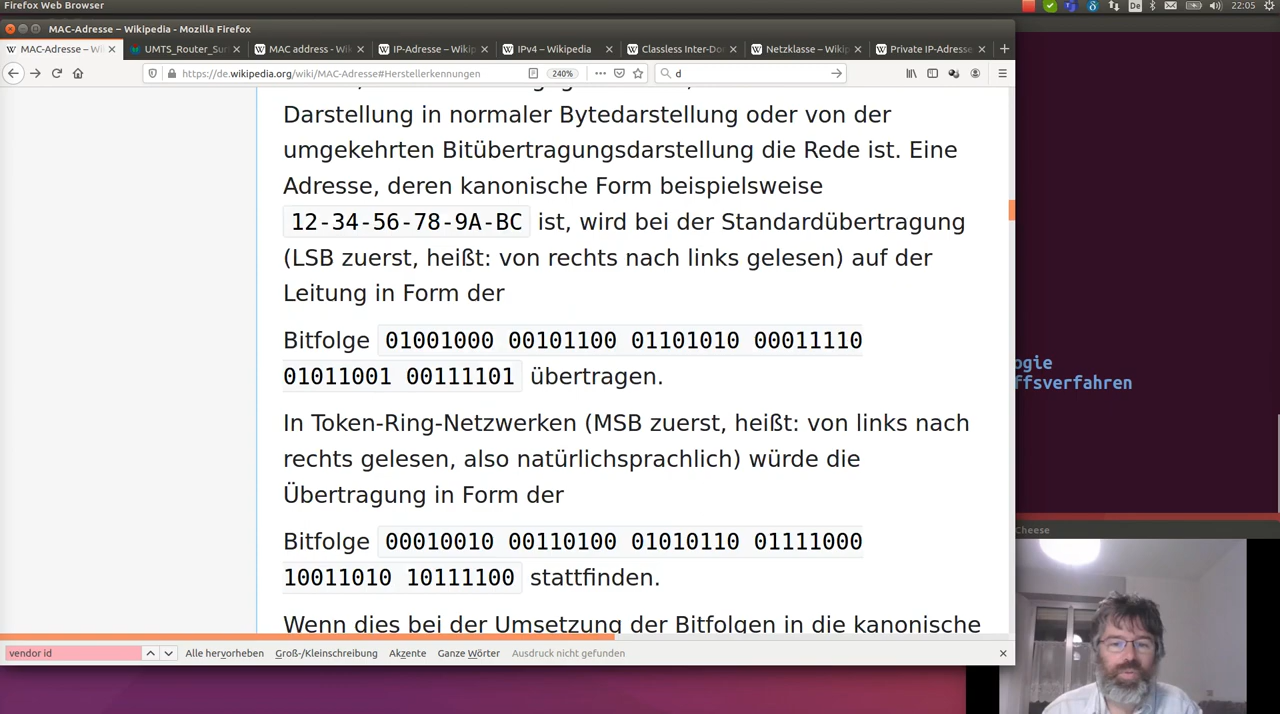 Firefox Web Browser
De
22:05
MAC-Adresse – Wikipedia - Mozilla Firefox
MAC-Adresse – Wi
UMTS_Router_Sur
MAC address - Wi
IP-Adresse – Wikip
IPv4 – Wikipedia
Classless Inter-Do
Netzklasse – Wikip
Private IP-Adresse
https://de.wikipedia.org/wiki/MAC-Adresse#Herstellerkennungen
240%
d
Darstellung in normaler Bytedarstellung oder von der
umgekehrten Bitübertragungsdarstellung die Rede ist. Eine
Adresse, deren kanonische Form beispielsweise
12-34-56-78-9A-BC ist, wird bei der Standardübertragung
(LSB zuerst, heißt: von rechts nach links gelesen) auf der
Leitung in Form der
Bitfolge 01001000 00101100 01101010 00011110
01011001 00111101 übertragen.
In Token-Ring-Netzwerken (MSB zuerst, heißt: von links nach
rechts gelesen, also natürlichsprachlich) würde die
Übertragung in Form der
Bitfolge 00010010 00110100 01010110 01111000
10011010 10111100 stattfinden.
Wenn dies bei der Umsetzung der Bitfolgen in die kanonische
vendor id
Alle hervorheben
Groß-/Kleinschreibung
Akzente
Ganze Wörter
Ausdruck nicht gefunden
ogie
ffsverfahren
Cheese